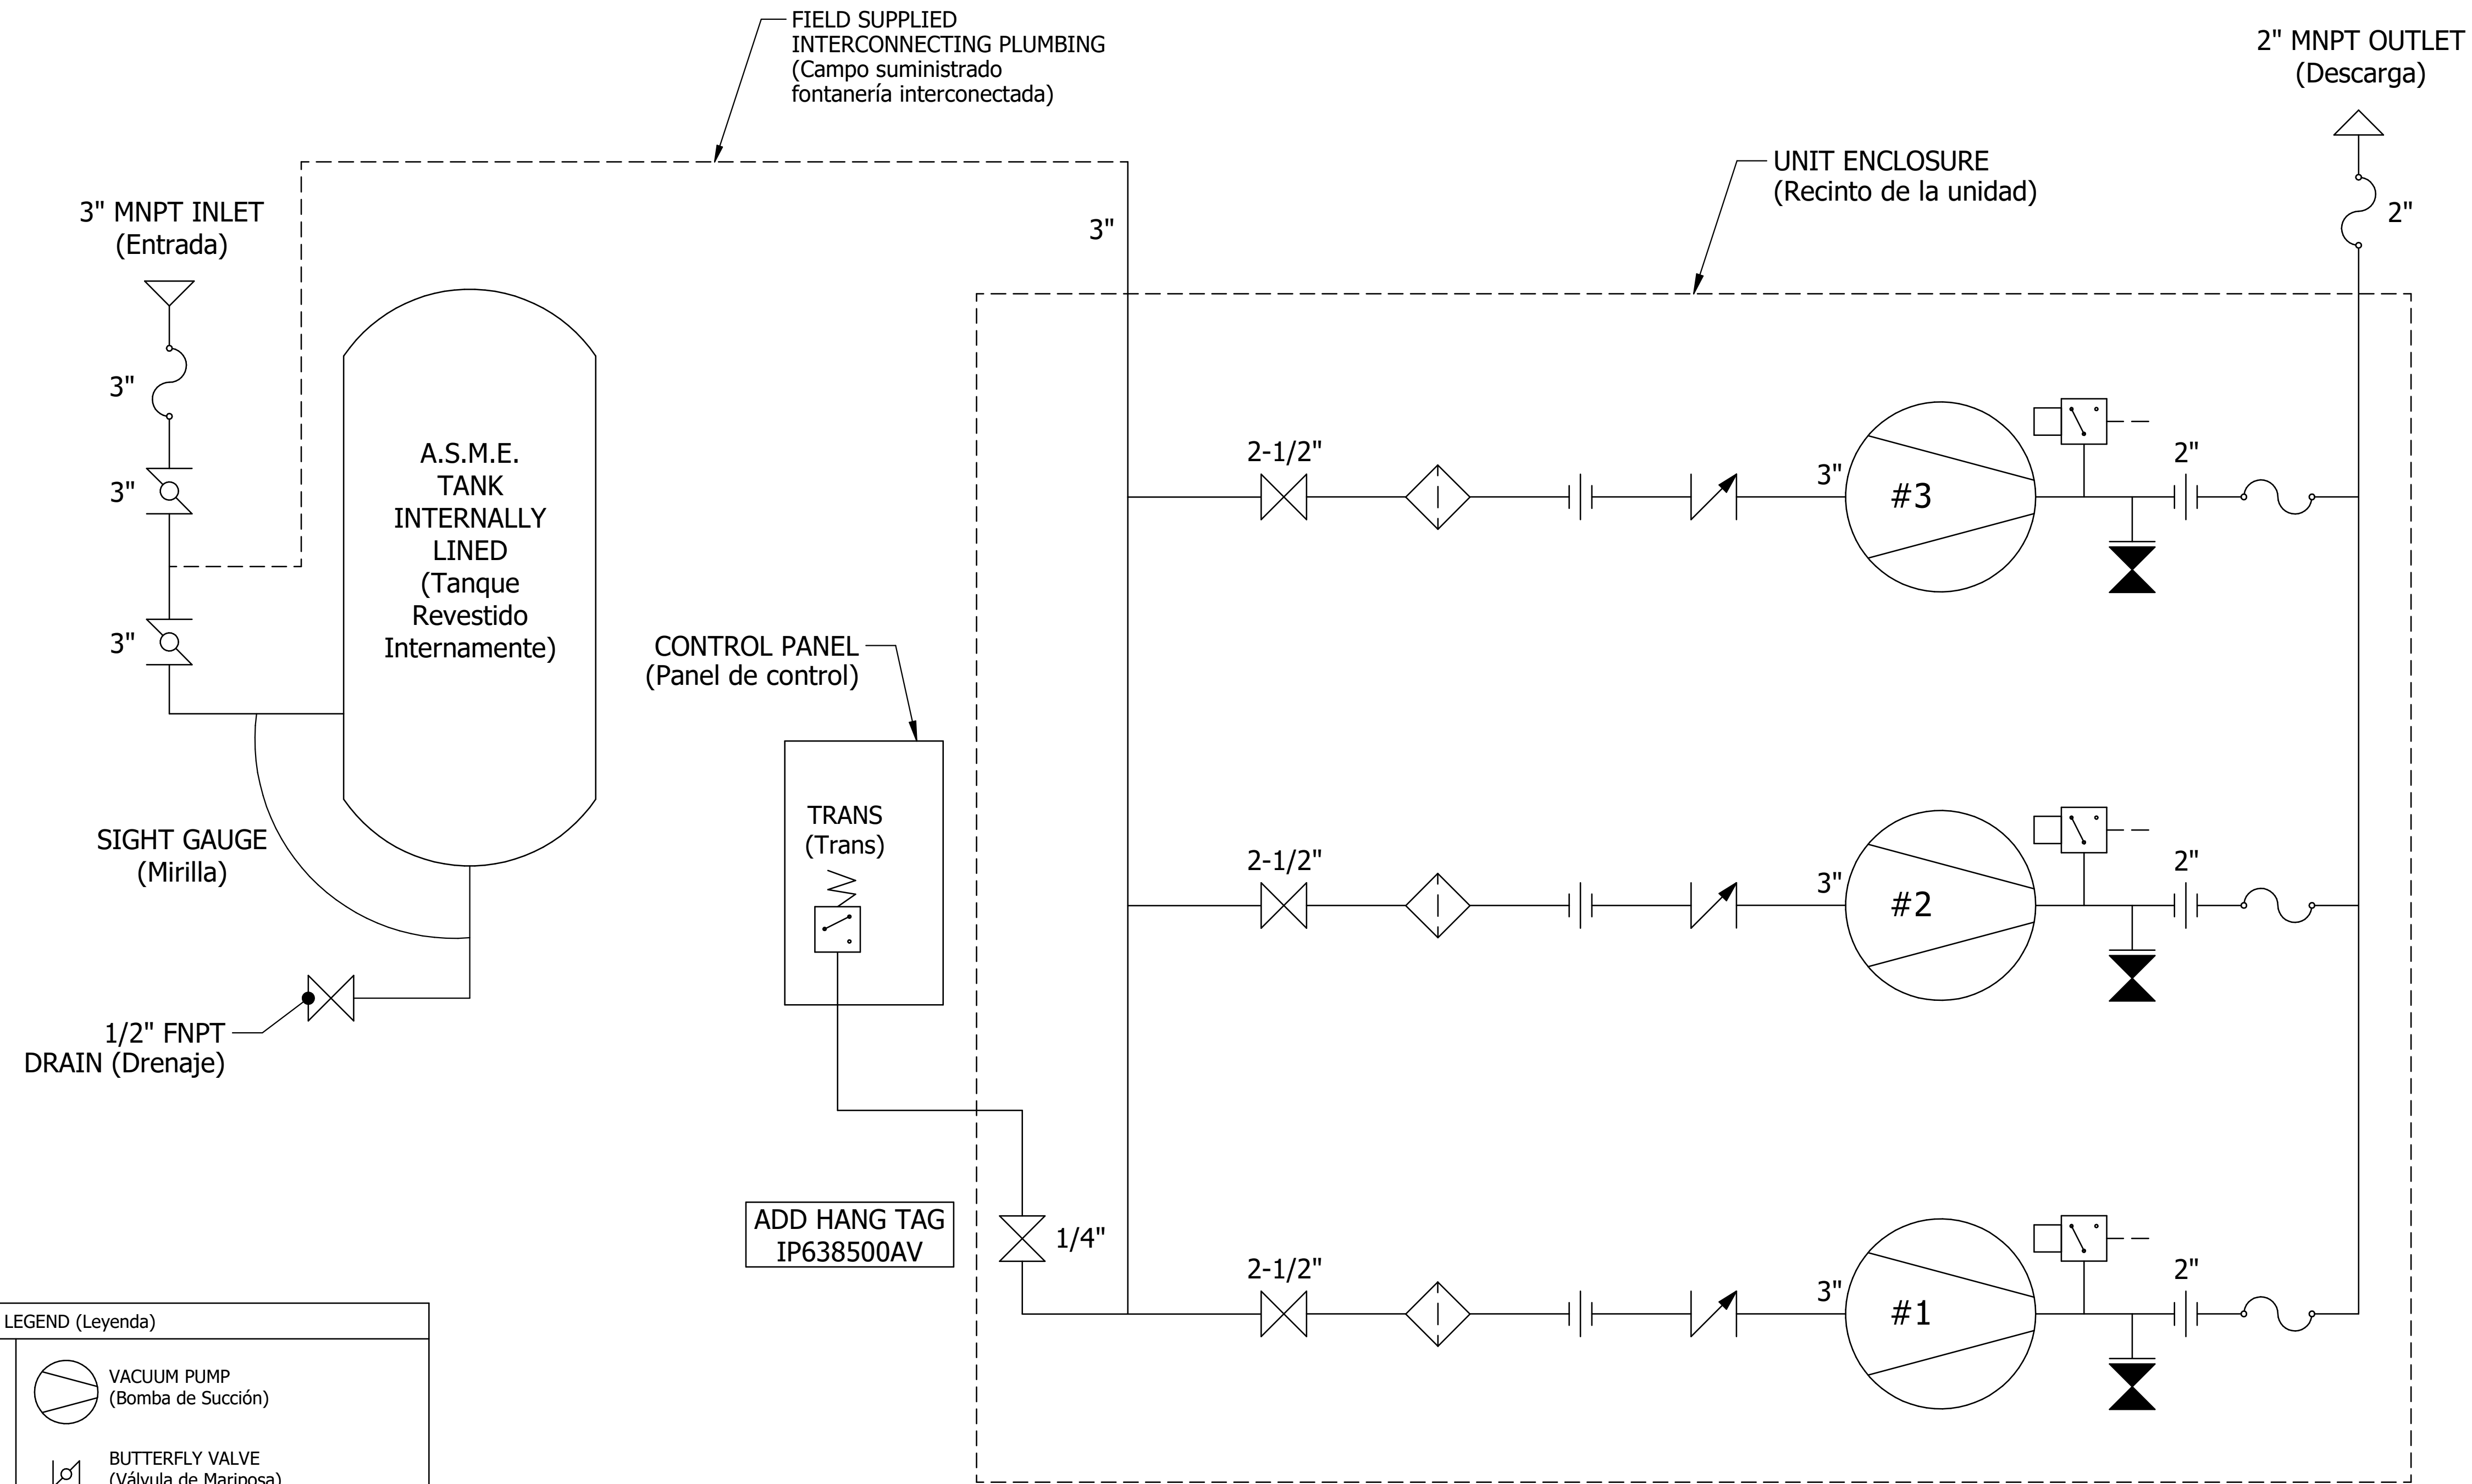 FIELD SUPPLIED
INTERCONNECTING PLUMBING
(Campo suministrado
fontanería interconectada)
2" MNPT OUTLET
(Descarga)
UNIT ENCLOSURE
(Recinto de la unidad)
3" MNPT INLET
(Entrada)
3"
2"
3"
3"
3"
A.S.M.E.
TANK
INTERNALLY
LINED
(Tanque
Revestido
Internamente)
2-1/2"
3"
#3
2"
CONTROL PANEL
(Panel de control)
TRANS
(Trans)
SIGHT GAUGE
(Mirilla)
2-1/2"
3"
#2
2"
1/2" FNPT
DRAIN (Drenaje)
ADD HANG TAG
IP638500AV
1/4"
2-1/2"
3"
#1
2"
LEGEND (Leyenda)
VACUUM PUMP
(Bomba de Succión)
BUTTERFLY VALVE
(Válvula de Mariposa)